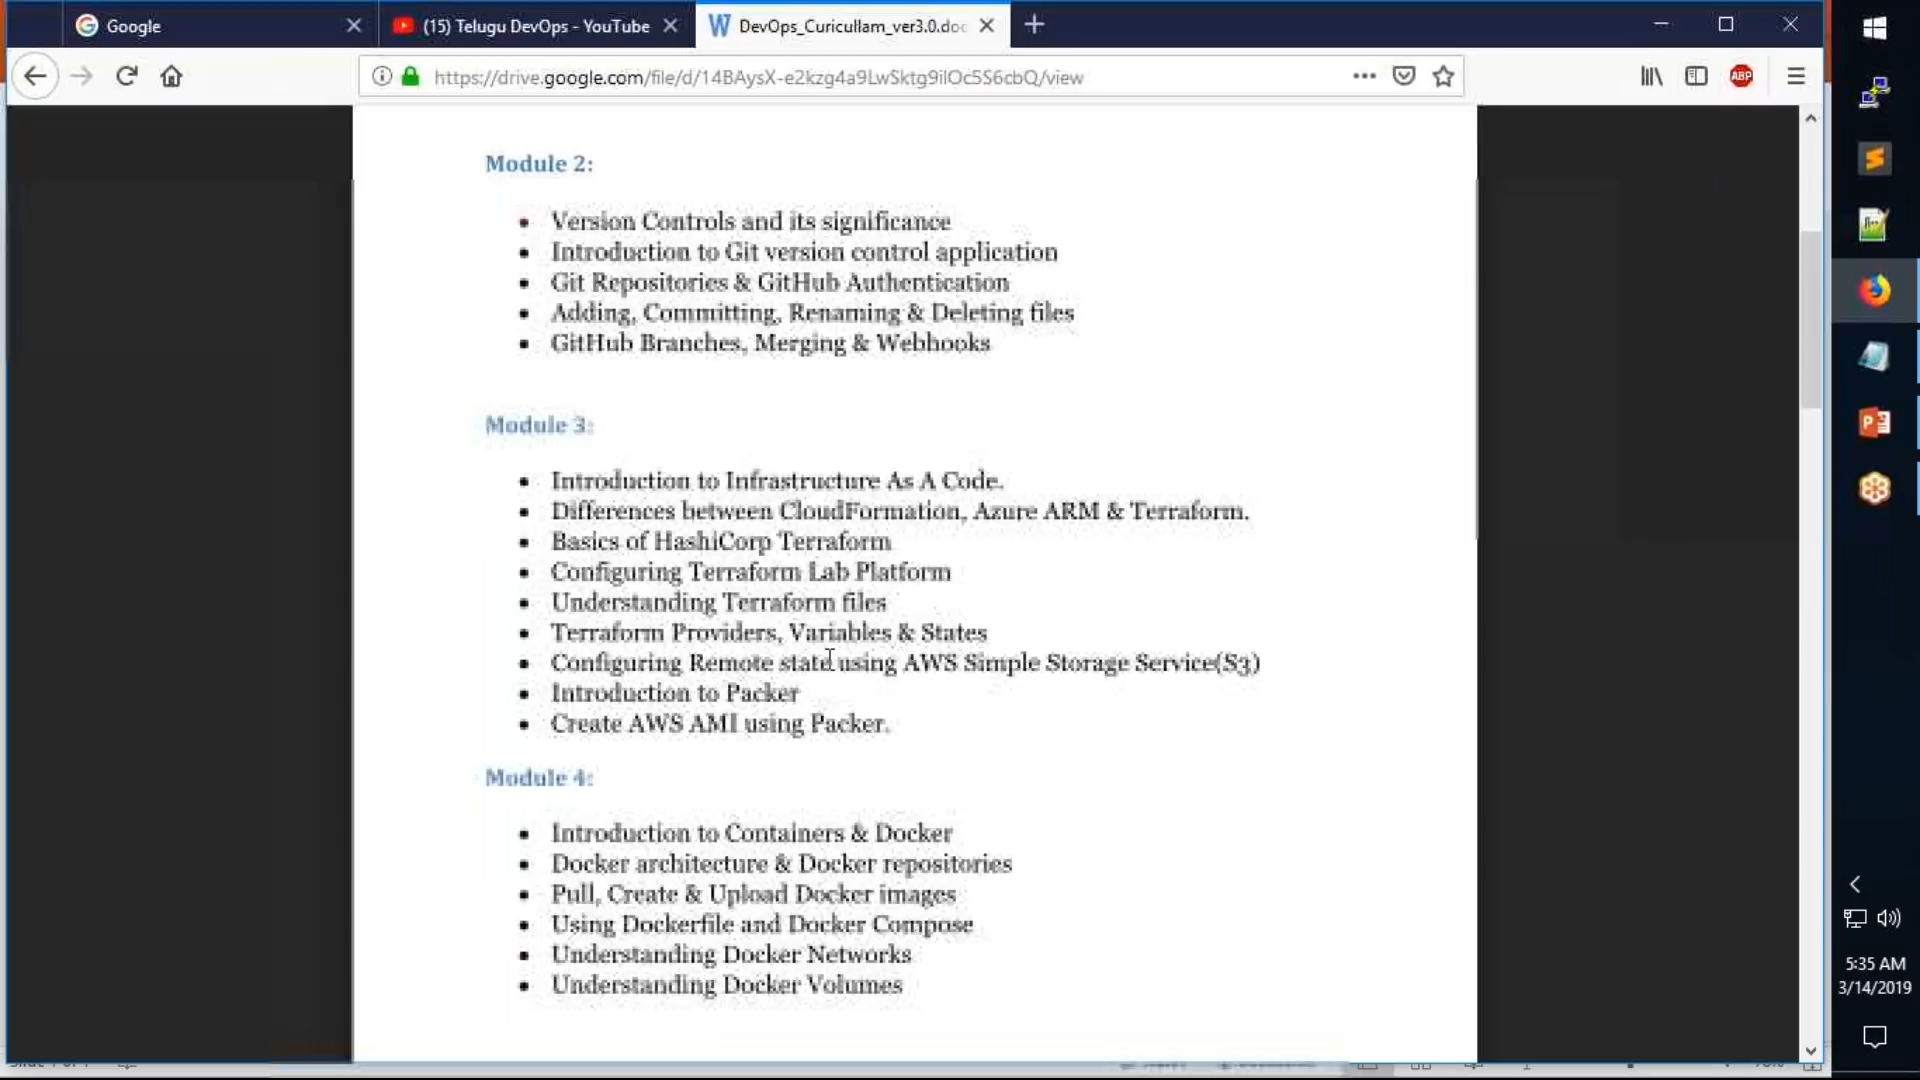 Google
(15) Telugu DevOps - YouTube
DevOps_Curicullam_ver3.0.doc
https://drive.google.com/file/d/14BAysX-e2kzg4a9LwSktg9ilOc5S6cbQ/view
ABP
Module 2:
• Version Controls and its significance
• Introduction to Git version control application
• Git Repositories & GitHub Authentication
• Adding, Committing, Renaming & Deleting files
• GitHub Branches, Merging & Webhooks
Module 3:
• Introduction to Infrastructure As A Code.
• Differences between CloudFormation, Azure ARM & Terraform.
• Basics of HashiCorp Terraform
• Configuring Terraform Lab Platform
• Understanding Terraform files
• Terraform Providers, Variables & States
• Configuring Remote state using AWS Simple Storage Service(S3)
• Introduction to Packer
• Create AWS AMI using Packer.
Module 4:
• Introduction to Containers & Docker
• Docker architecture & Docker repositories
• Pull, Create & Upload Docker images
• Using Dockerfile and Docker Compose
• Understanding Docker Networks
• Understanding Docker Volumes
5:35 AM
3/14/2019